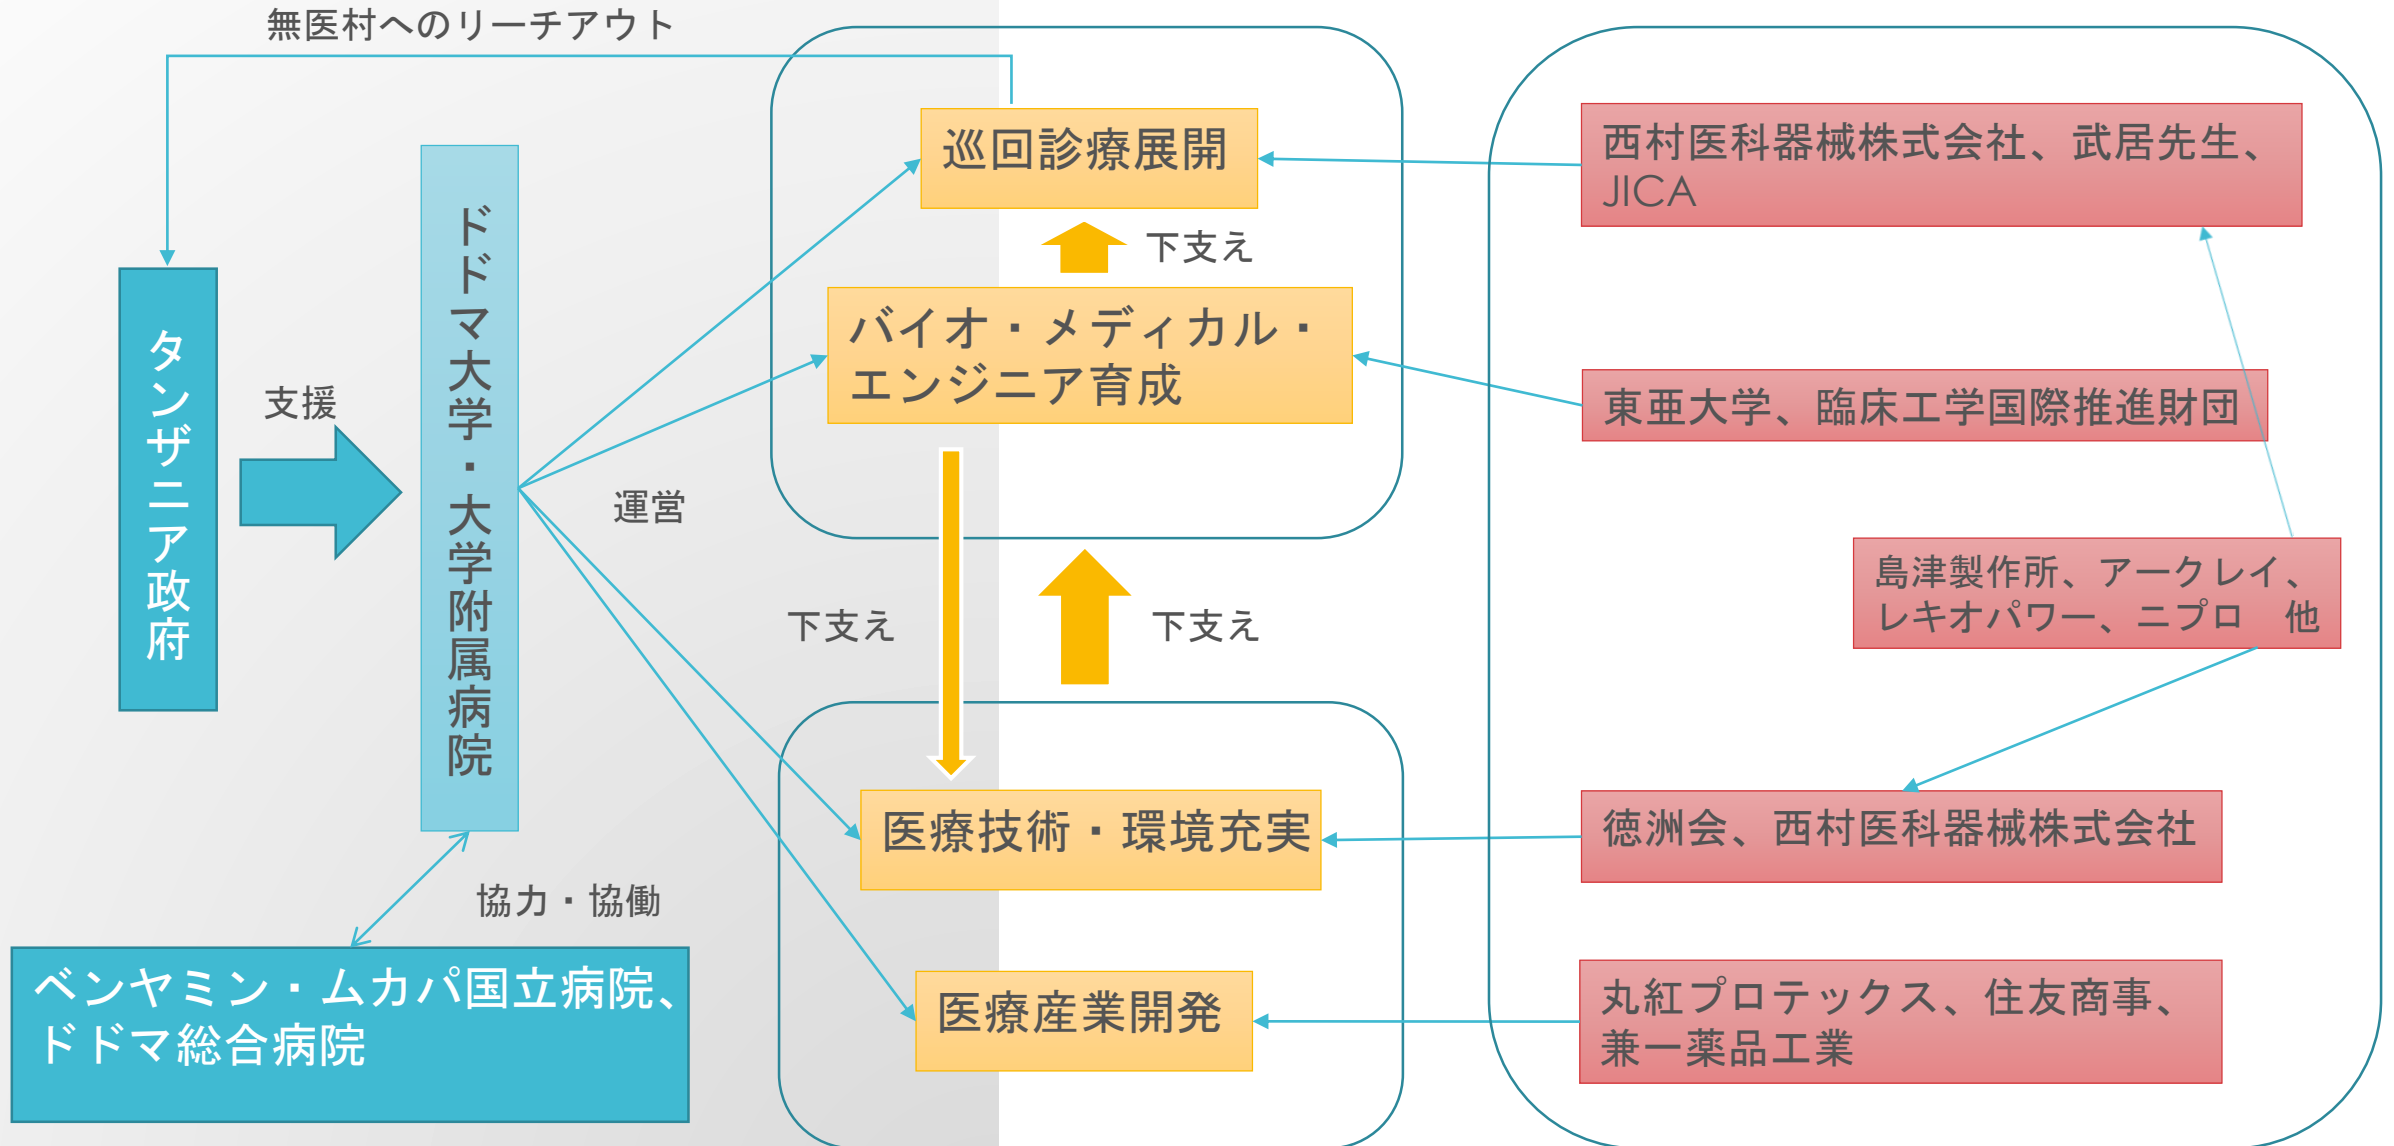 無医村へのリーチアウト
巡回診療展開
西村医科器械株式会社、武居先生、
JICA
下支え
ドドマ大学・大学附属病院
タンザニア政府
支援
バイオ・メディカル・
エンジニア育成
東亜大学、臨床工学国際推進財団
運営
島津製作所、アークレイ、
レキオパワー、ニプロ　他
下支え
下支え
医療技術・環境充実
徳洲会、西村医科器械株式会社
協力・協働
ベンヤミン・ムカパ国立病院、
ドドマ総合病院
医療産業開発
丸紅プロテックス、住友商事、
兼一薬品工業